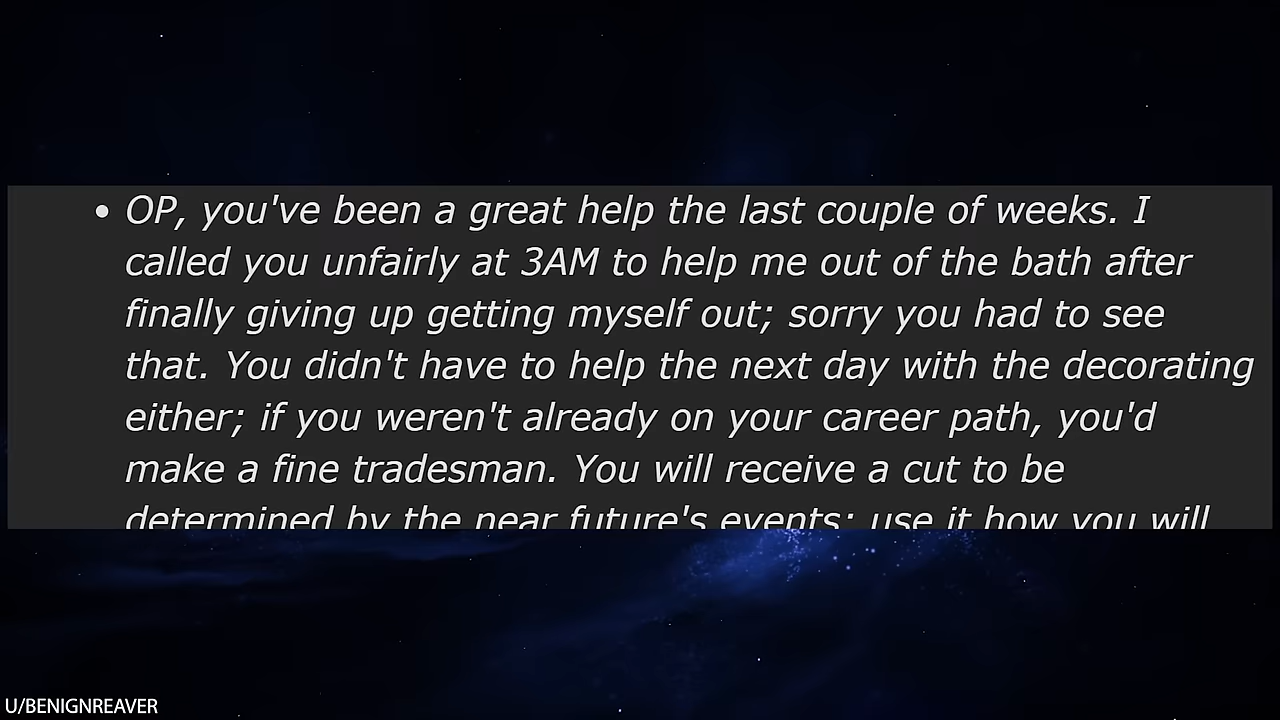 • OP, you've been a great help the last couple of weeks. I
called you unfairly at 3AM to help me out of the bath after
finally giving up getting myself out; sorry you had to see
that. You didn't have to help the next day with the decorating
either; if you weren't already on your career path, you'd
make a fine tradesman. You will receive a cut to be
determined by the near future's events; use it how you will
U/BENIGNREAVER